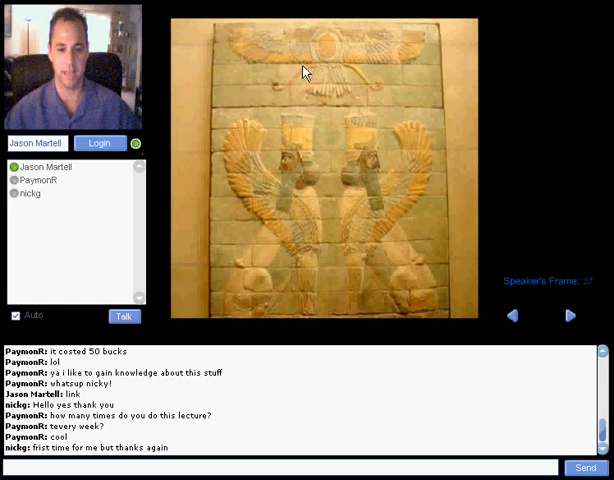 Jason Martell
Login
Jason Martell
PaymonR
nickg
Auto
Talk
Speaker's Frame: 37
PaymonR: it costed 50 bucks
PaymonR: lol
PaymonR: ya i like to gain knowledge about this stuff
PaymonR: whatsup nicky!
Jason Martell: link
nickg: Hello yes thank you
PaymonR: how many times do you do this lecture?
PaymonR: tevery week?
PaymonR: cool
nickg: frist time for me but thanks again
Send